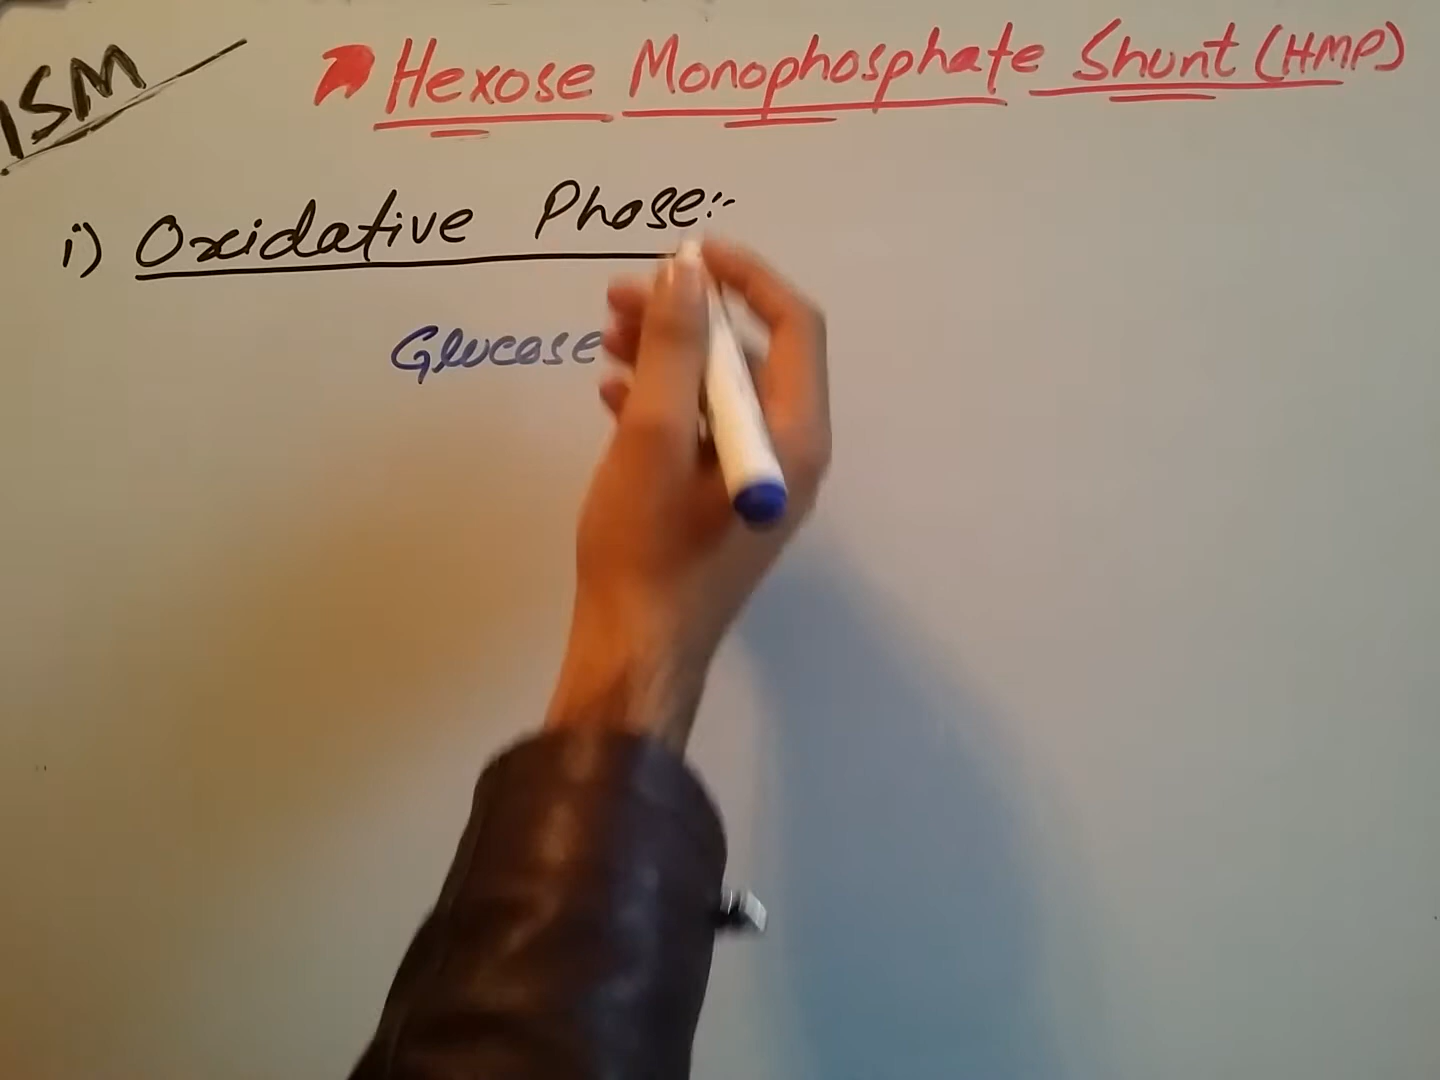 ISM
Hexose Monophosphate Shunt (HMP)
i) Oxidative Phase:-
Glucose